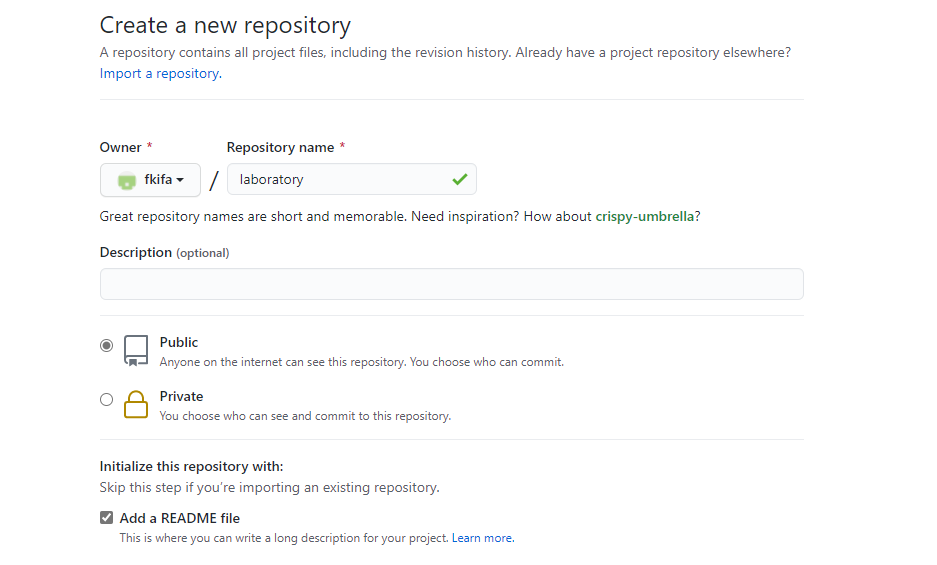 Create a new repository
A repository contains all project files, including the revision history. Already have a project repository elsewhere?
Import a repository.
Owner *
Repository name *
fkifa
/
laboratory
Great repository names are short and memorable. Need inspiration? How about crispy-umbrella?
Description (optional)
Public
Anyone on the internet can see this repository. You choose who can commit.
Private
You choose who can see and commit to this repository.
Initialize this repository with:
Skip this step if you’re importing an existing repository.
Add a README file
This is where you can write a long description for your project. Learn more.